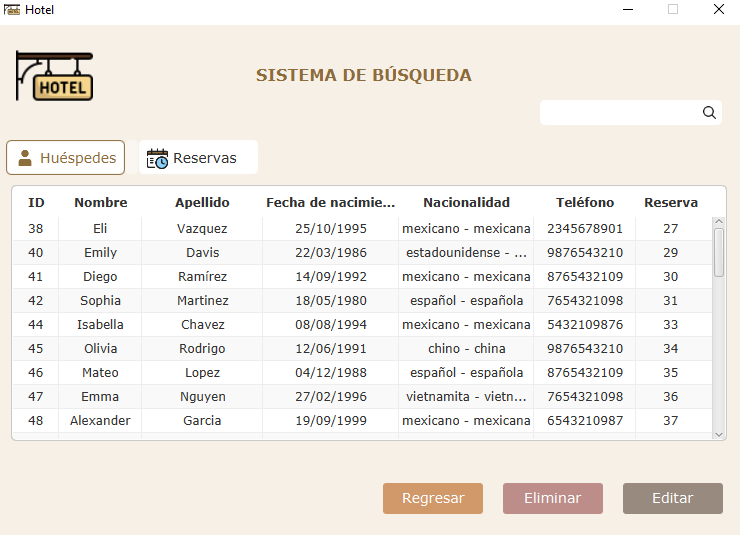 Hotel
HOTEL
SISTEMA DE BÚSQUEDA
Huéspedes Reservas
ID Nombre Apellido Fecha de nacimie... Nacionalidad Teléfono Reserva
38 Eli Vazquez 25/10/1995 mexicano - mexicana 2345678901 27
40 Emily Davis 22/03/1986 estadounidense - ... 9876543210 29
41 Diego Ramírez 14/09/1992 mexicano - mexicana 8765432109 30
42 Sophia Martinez 18/05/1980 español - española 7654321098 31
44 Isabella Chavez 08/08/1994 mexicano - mexicana 5432109876 33
45 Olivia Rodrigo 12/06/1991 chino - china 9876543210 34
46 Mateo Lopez 04/12/1988 español - española 8765432109 35
47 Emma Nguyen 27/02/1996 vietnamita - vietn... 7654321098 36
48 Alexander Garcia 19/09/1999 mexicano - mexicana 6543210987 37
Regresar Eliminar Editar